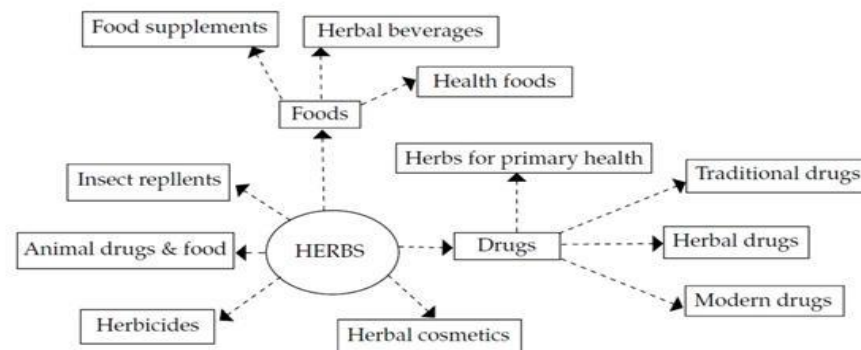 Food supplements
Herbal beverages
Health foods
Foods
Herbs for primary health
Traditional drugs
Insect repllents
Animal drugs & food
HERBS
Drugs
Herbal drugs
Modern drugs
Herbicides
Herbal cosmetics